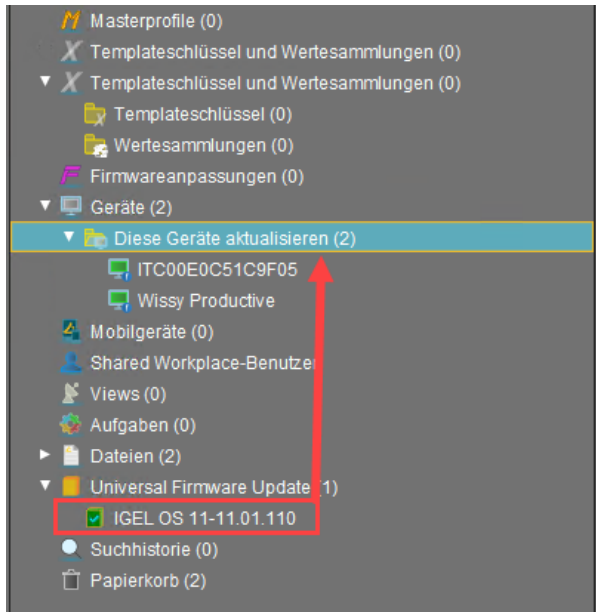 Masterprofile (0)
Templateschlüssel und Wertesammlungen (0)
Templateschlüssel und Wertesammlungen (0)
Templateschlüssel (0)
Wertesammlungen (0)
Firmwareanpassungen (0)
Geräte (2)
Diese Geräte aktualisieren (2)
ITC00E0C51C9F05
Wissy Productive
Mobilgeräte (0)
Shared Workplace-Benutzer
Views (0)
Aufgaben (0)
Dateien (2)
Universal Firmware Update (1)
IGEL OS 11-11.01.110
Suchhistorie (0)
Papierkorb (2)